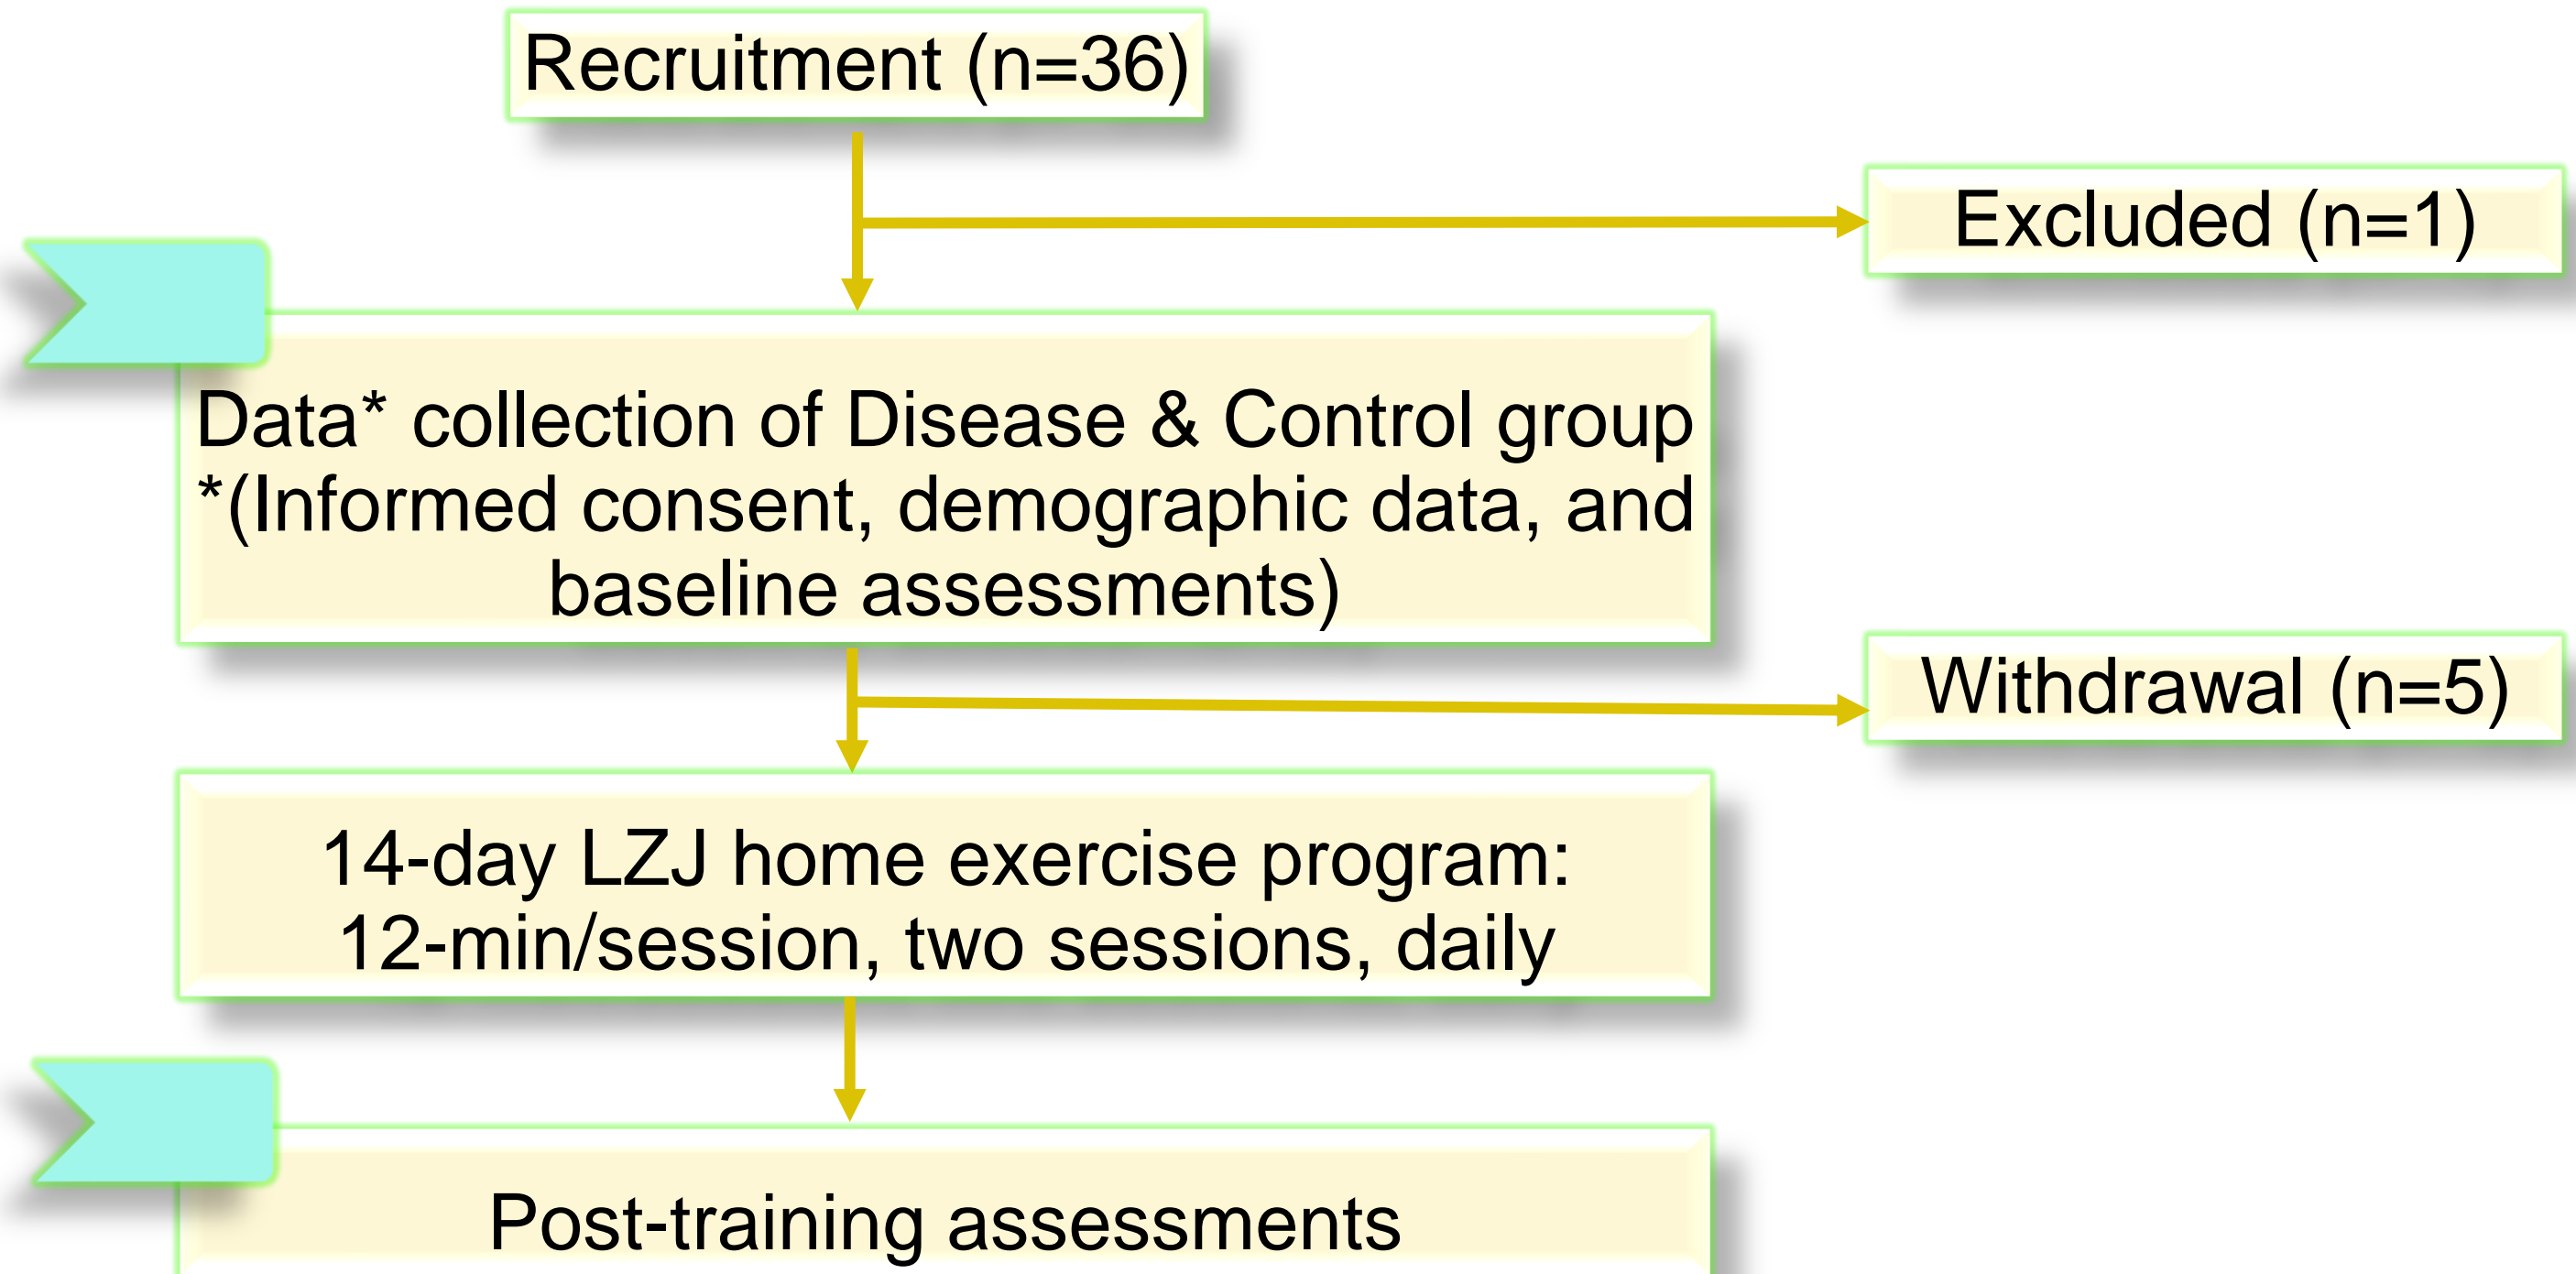 Recruitment (n=36)
Excluded (n=1)
Data* collection of Disease & Control group
*(Informed consent, demographic data, and
baseline assessments)
Withdrawal (n=5)
14-day LZJ home exercise program:
12-min/session, two sessions, daily
Post-training assessments